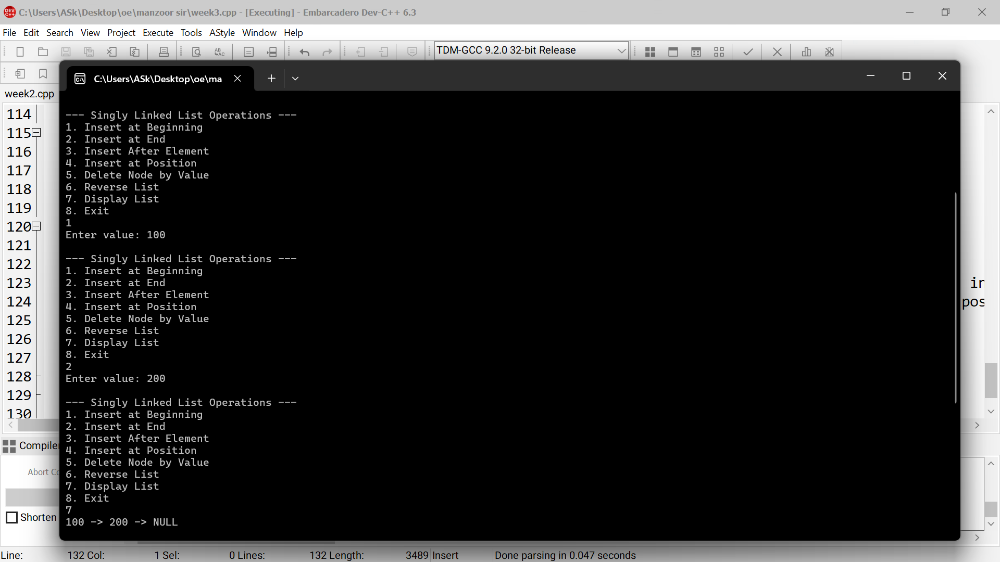 C:\Users\ASk\Desktop\oe\manzoor sir\week3.cpp - [Executing] - Embarcadero Dev-C++ 6.3
File Edit Search View Project Execute Tools AStyle Window Help
TDM-GCC 9.2.0 32-bit Release
C:\Users\ASk\Desktop\oe\ma
week2.cpp
114
115
116
117
118
119
120
121
122
123
124 pos
125
126
127
128
129
130
--- Singly Linked List Operations ---
1. Insert at Beginning
2. Insert at End
3. Insert After Element
4. Insert at Position
5. Delete Node by Value
6. Reverse List
7. Display List
8. Exit
1
Enter value: 100
--- Singly Linked List Operations ---
1. Insert at Beginning
2. Insert at End
3. Insert After Element
4. Insert at Position
5. Delete Node by Value
6. Reverse List
7. Display List
8. Exit
2
Enter value: 200
--- Singly Linked List Operations ---
1. Insert at Beginning
2. Insert at End
3. Insert After Element
4. Insert at Position
5. Delete Node by Value
6. Reverse List
7. Display List
8. Exit
7
100 -> 200 -> NULL
Compiler
Abort Co
Shorten
Line: 132 Col: 1 Sel: 0 Lines: 132 Length: 3489 Insert Done parsing in 0.047 seconds